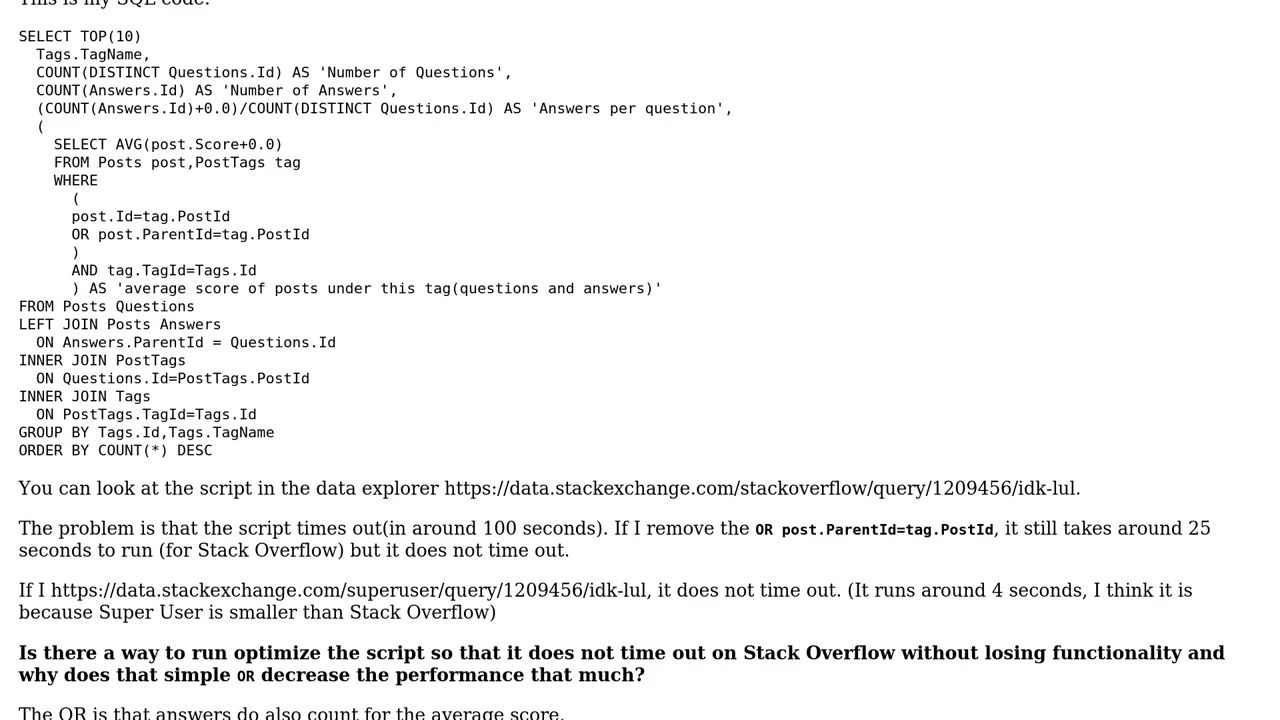 This is my SQL code:
SELECT TOP(10)
  Tags.TagName,
  COUNT(DISTINCT Questions.Id) AS 'Number of Questions',
  COUNT(Answers.Id) AS 'Number of Answers',
  (COUNT(Answers.Id)+0.0)/COUNT(DISTINCT Questions.Id) AS 'Answers per question',
  (
    SELECT AVG(post.Score+0.0)
    FROM Posts post,PostTags tag
    WHERE
      (
      post.Id=tag.PostId
      OR post.ParentId=tag.PostId
      )
      AND tag.TagId=Tags.Id
      ) AS 'average score of posts under this tag(questions and answers)'
FROM Posts Questions
LEFT JOIN Posts Answers
  ON Answers.ParentId = Questions.Id
INNER JOIN PostTags
  ON Questions.Id=PostTags.PostId
INNER JOIN Tags
  ON PostTags.TagId=Tags.Id
GROUP BY Tags.Id,Tags.TagName
ORDER BY COUNT(*) DESC
You can look at the script in the data explorer https://data.stackexchange.com/stackoverflow/query/1209456/idk-lul.
The problem is that the script times out(in around 100 seconds). If I remove the OR post.ParentId=tag.PostId, it still takes around 25
seconds to run (for Stack Overflow) but it does not time out.
If I https://data.stackexchange.com/superuser/query/1209456/idk-lul, it does not time out. (It runs around 4 seconds, I think it is
because Super User is smaller than Stack Overflow)
Is there a way to run optimize the script so that it does not time out on Stack Overflow without losing functionality and
why does that simple OR decrease the performance that much?
The OR is that answers do also count for the average score.